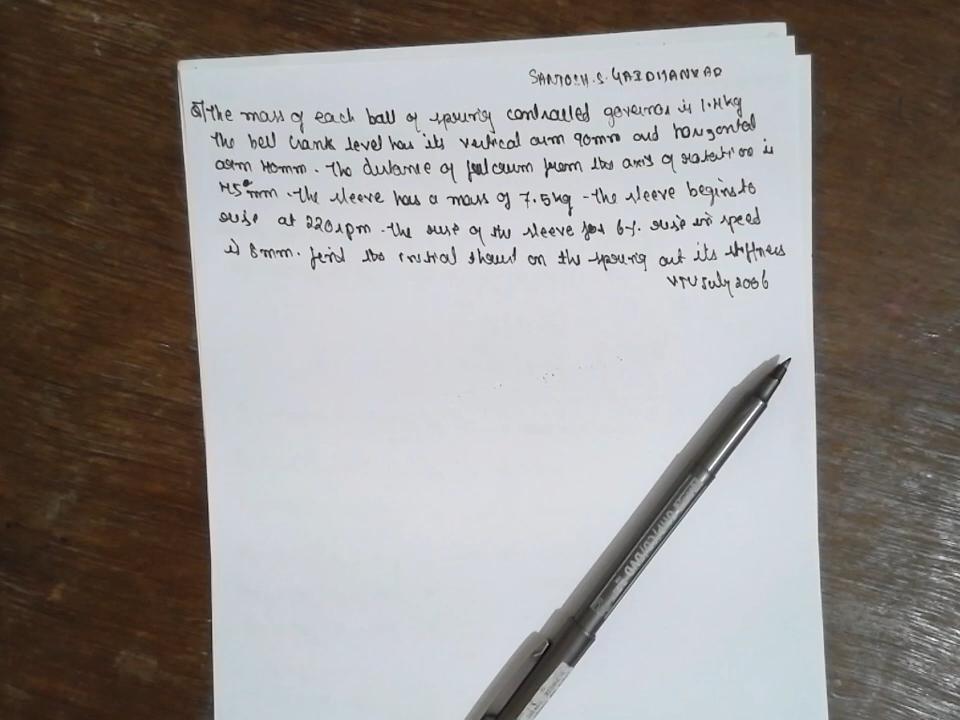 SANTOSH.S.GAIDHANKAR
Q) The mass of each ball of spring controlled governor is 1.4kg
The bell crank level has its vertical arm 90mm and horizontal
arm 40mm. The distance of fulcrum from the axis of rotation is
45mm. The sleeve has a mass of 7.5kg. The sleeve begins to
rise at 220rpm. The rise of the sleeve for 6%. rise in speed
is 8mm. find the initial thrust on the spring and its stiffness
VTU July 2006